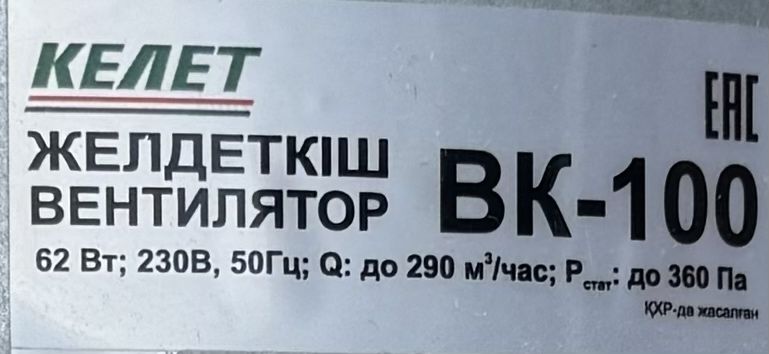 КЕЛЕТ
EAC
ЖЕЛДЕТКІШ
ВЕНТИЛЯТОР
ВК-100
62 Вт; 230В, 50Гц; Q: до 290 м³/час; Pстат: до 360 Па
ҚХР-да жасалған